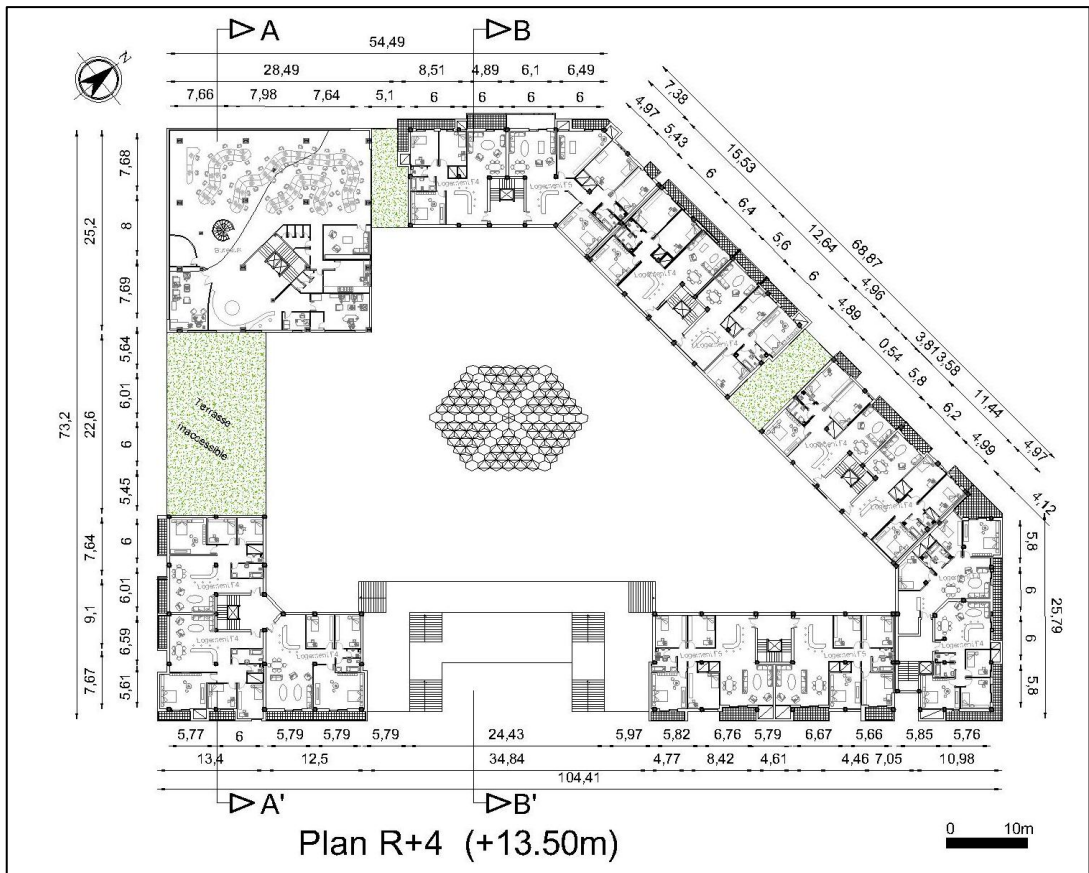 A
B
54,49
28,49 8,51 4,89 6,1 6,49
7,66 7,98 7,64 5,1 6 6 6 6
N
7,38
15,53
12,64
68,87
4,96
3,81
3,58
11,44
4,97
4,97
5,43
6
6,4
5,6
6
4,89
0,54
5,8
6,2
4,99
4,12
73,2
25,2
22,6
7,64
9,1
7,67
7,68
8
7,69
5,64
6,01
6
5,45
6
6,01
6,59
5,61
Logement F4
Logement F5
Logement F4
Logement F4
Terrasse
inaccessible
Logement F4
Logement F4
Logement F4
Logement F4
Logement F4
Logement F4
Logement F5
Logement F5
5,8
6
6
5,8
25,79
5,77 6 5,79 5,79 5,79 24,43 5,97 5,82 6,76 5,79 6,67 5,66 5,85 5,76
13,4 12,5 34,84 4,77 8,42 4,61 4,46 7,05 10,98
104,41
A'
B'
Plan R+4 (+13.50m)
0 10m